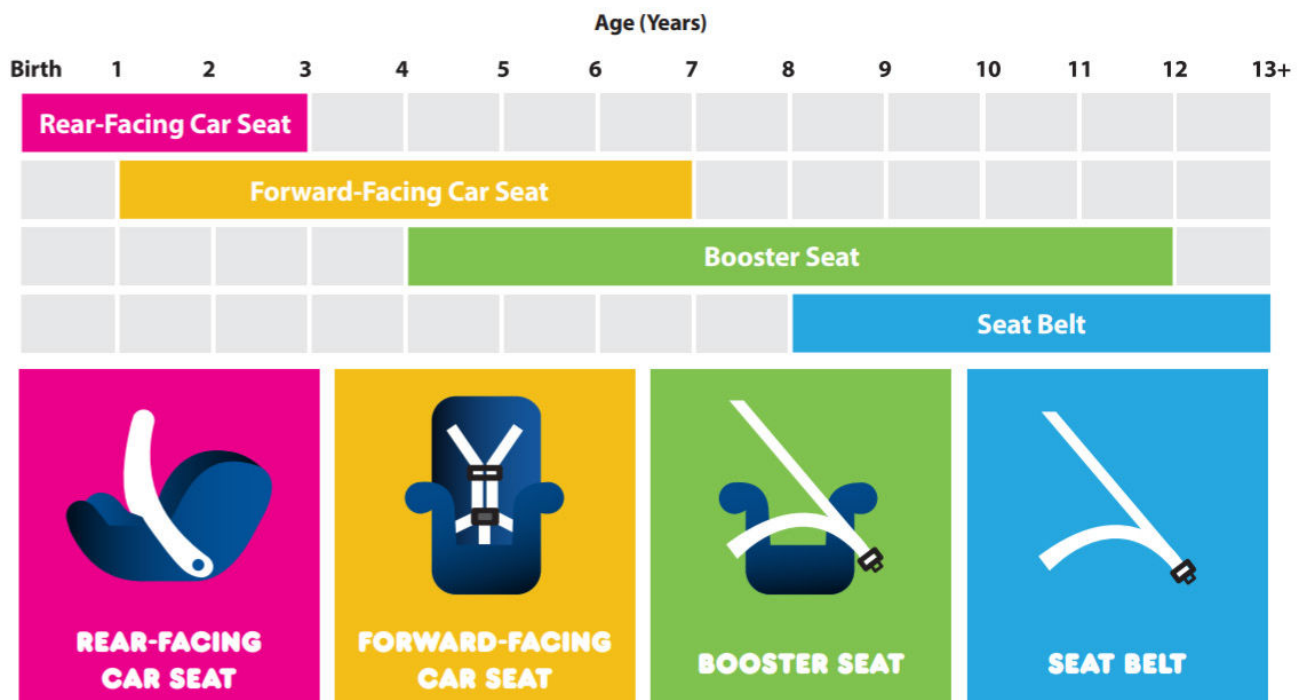 Age (Years)
Birth 1 2 3 4 5 6 7 8 9 10 11 12 13+
Rear-Facing Car Seat
Forward-Facing Car Seat
Booster Seat
Seat Belt
REAR-FACING
CAR SEAT
FORWARD-FACING
CAR SEAT
BOOSTER SEAT
SEAT BELT